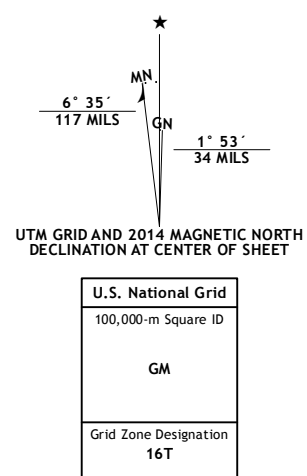 ★
MN.
GN
6° 35´
117 MILS
1° 53´
34 MILS
UTM GRID AND 2014 MAGNETIC NORTH
DECLINATION AT CENTER OF SHEET
U.S. National Grid
100,000-m Square ID
GM
Grid Zone Designation
16T